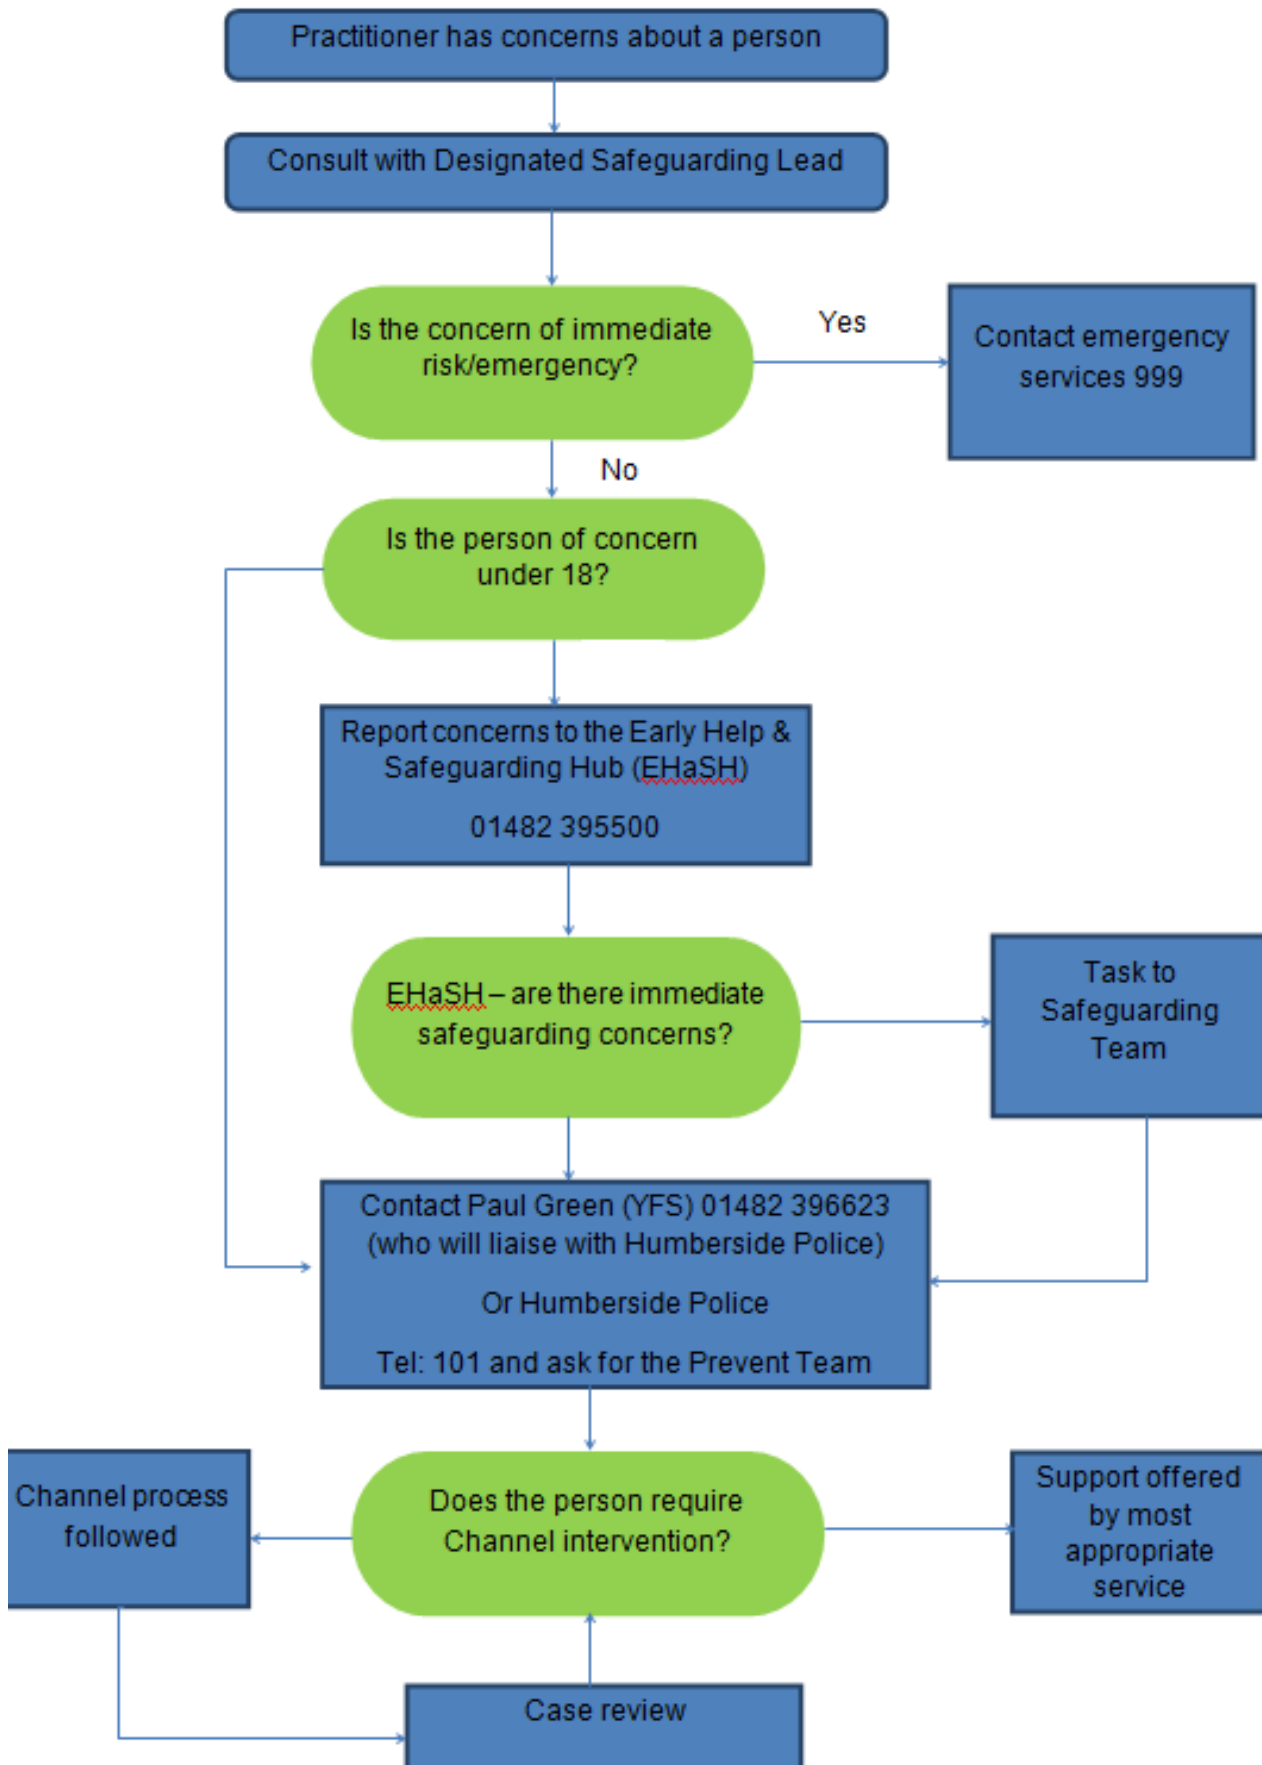 Practitioner has concerns about a person
Consult with Designated Safeguarding Lead
Is the concern of immediate
risk/emergency?
Yes
Contact emergency
services 999
No
Is the person of concern
under 18?
Report concerns to the Early Help &
Safeguarding Hub (EHaSH)
01482 395500
EHaSH – are there immediate
safeguarding concerns?
Task to
Safeguarding
Team
Contact Paul Green (YFS) 01482 396623
(who will liaise with Humberside Police)
Or Humberside Police
Tel: 101 and ask for the Prevent Team
Channel process
followed
Does the person require
Channel intervention?
Support offered
by most
appropriate
service
Case review